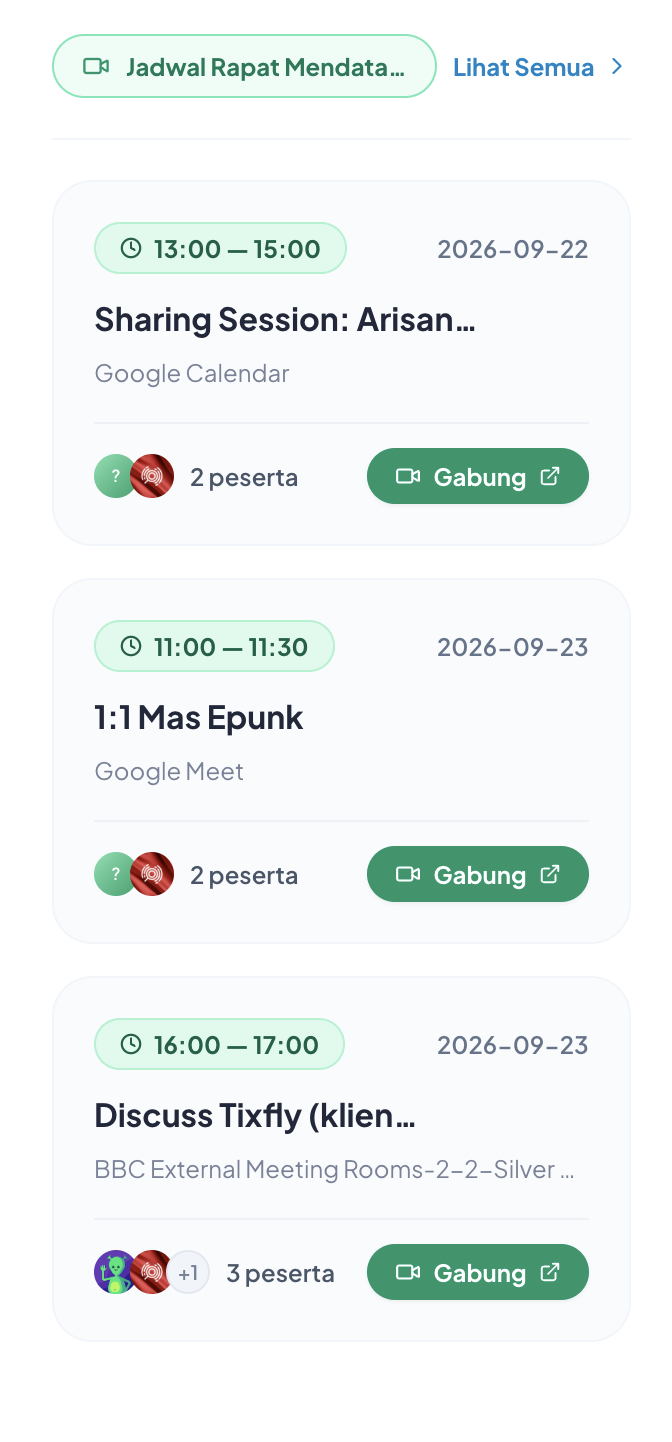 Jadwal Rapat Mendata...
Lihat Semua
13:00 — 15:00
2026-09-22
Sharing Session: Arisan...
Google Calendar
?
2 peserta
Gabung
11:00 — 11:30
2026-09-23
1:1 Mas Epunk
Google Meet
?
2 peserta
Gabung
16:00 — 17:00
2026-09-23
Discuss Tixfly (klien...
BBC External Meeting Rooms-2-2-Silver ...
+1
3 peserta
Gabung